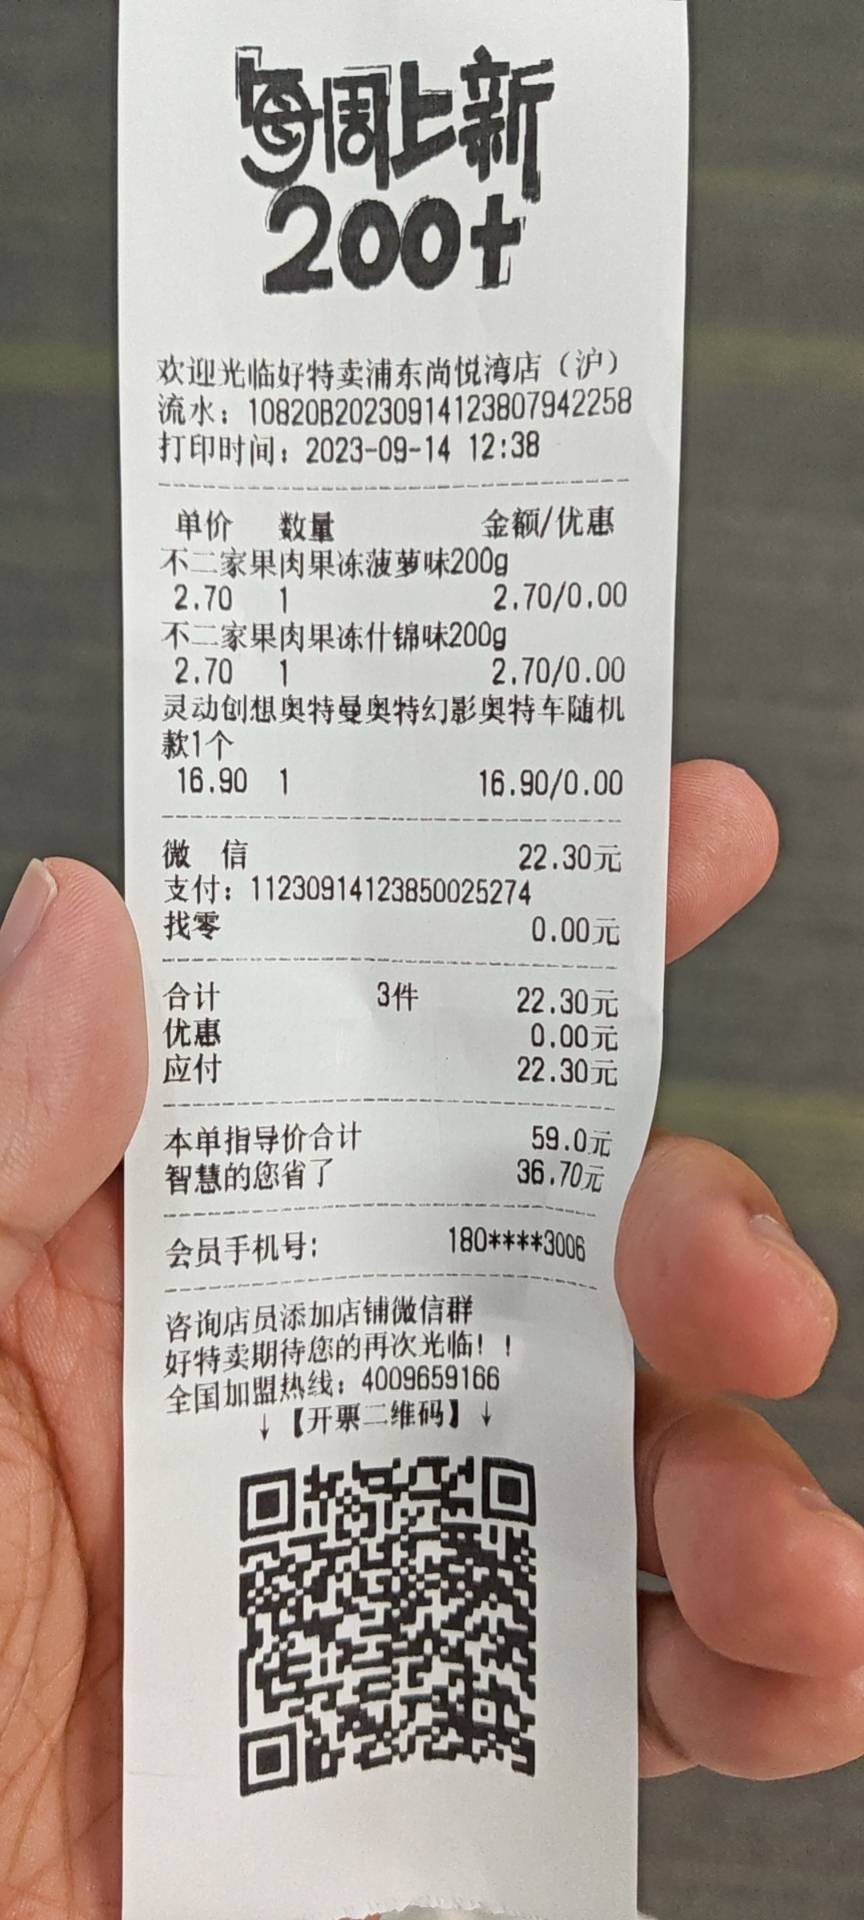 每周上新
200+
欢迎光临好特卖浦东尚悦湾店（沪）
流水：10820B20230914123807942258
打印时间：2023-09-14 12:38
单价 数量 金额/优惠
不二家果肉果冻菠萝味200g
2.70 1 2.70/0.00
不二家果肉果冻什锦味200g
2.70 1 2.70/0.00
灵动创想奥特曼奥特幻影奥特车随机
款1个
16.90 1 16.90/0.00
微 信 22.30元
支付：11230914123850025274
找零 0.00元
合计 3件 22.30元
优惠 0.00元
应付 22.30元
本单指导价合计 59.0元
智慧的您省了 36.70元
会员手机号: 180****3006
咨询店员添加店铺微信群
好特卖期待您的再次光临！！
全国加盟热线：4009659166
↓【开票二维码】↓